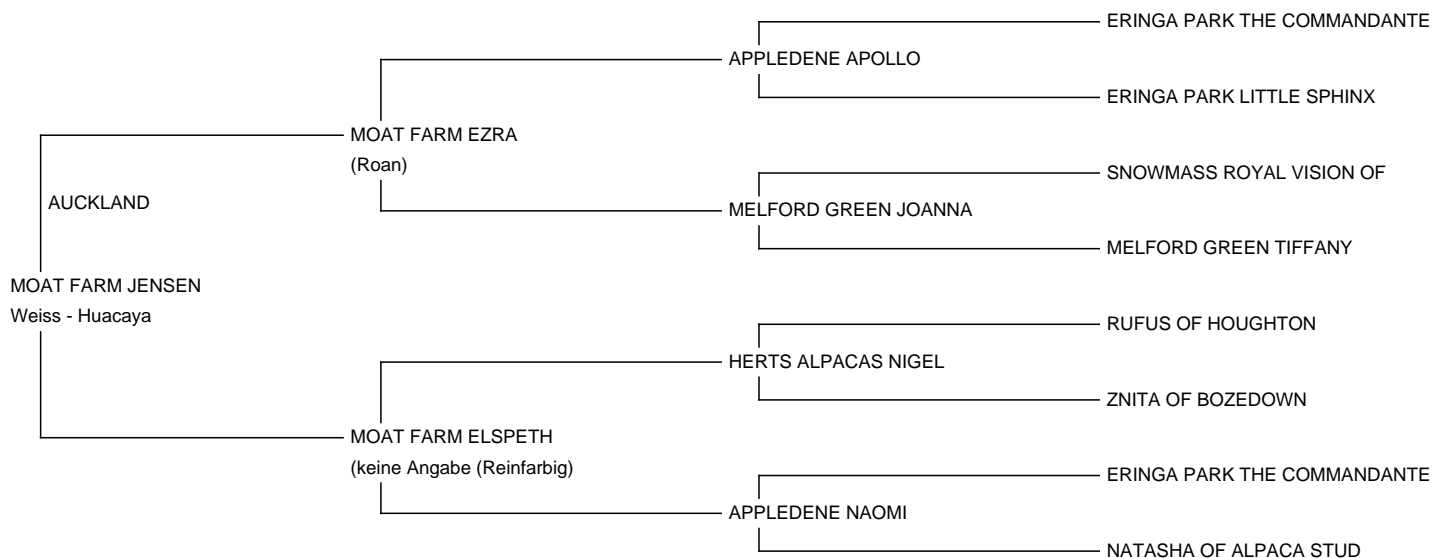 ERINGA PARK THE COMMANDANTE
APPLEDENE APOLLO
ERINGA PARK LITTLE SPHINX
MOAT FARM EZRA
(Roan)
SNOWMASS ROYAL VISION OF
AUCKLAND
MELFORD GREEN JOANNA
MELFORD GREEN TIFFANY
MOAT FARM JENSEN
Weiss - Huacaya
RUFUS OF HOUGHTON
HERTS ALPACAS NIGEL
ZNITA OF BOZEDOWN
MOAT FARM ELSPETH
(keine Angabe (Reinfarbig)
ERINGA PARK THE COMMANDANTE
APPLEDENE NAOMI
NATASHA OF ALPACA STUD